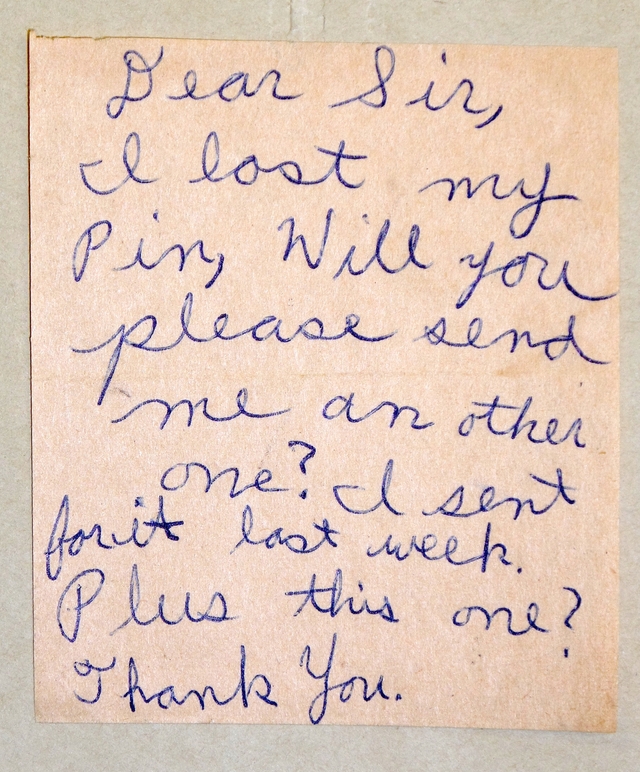 Dear Sir,
I lost my
Pin, Will you
please send
me an other
one? I sent
for it last week.
Plus this one?
Thank You.